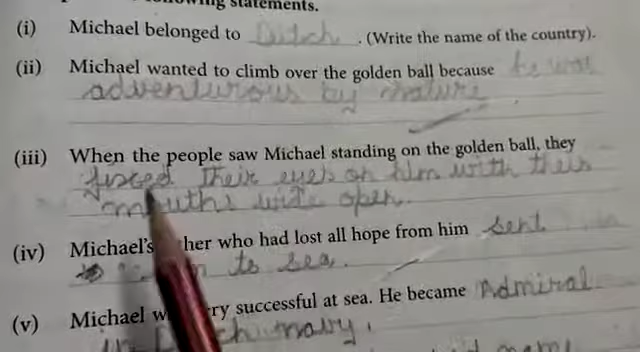 following statements.
(i) Michael belonged to Dutch. (Write the name of the country).
(ii) Michael wanted to climb over the golden ball because he was
adventurous by nature
(iii) When the people saw Michael standing on the golden ball, they
fixed their eyes on him with their
mouths wide open.
(iv) Michael's her who had lost all hope from him sent
to sea.
(v) Michael w ry successful at sea. He became Admiral
in navy.